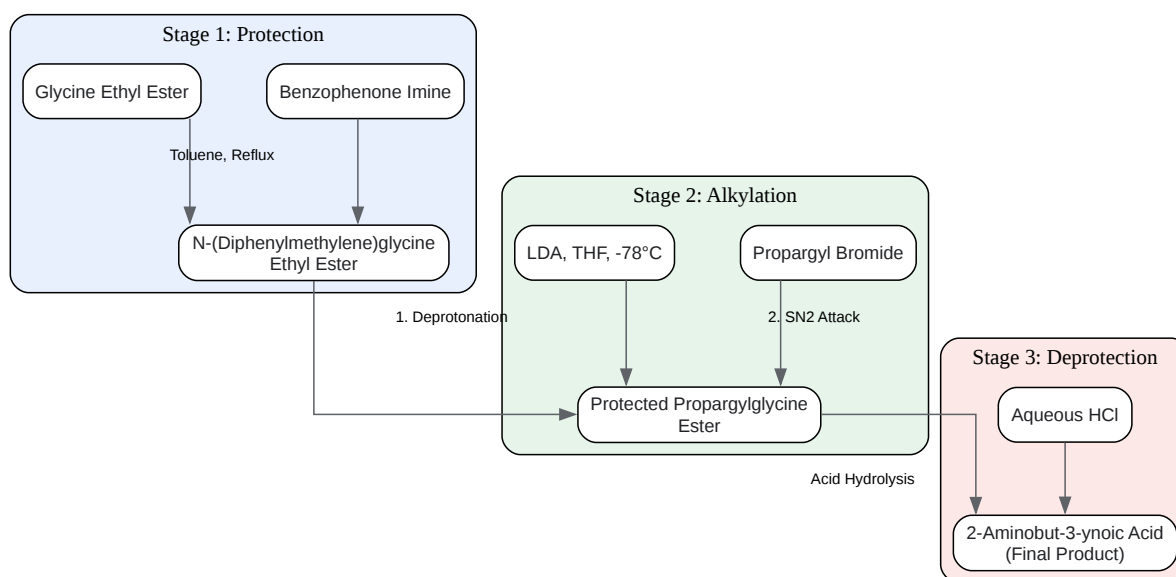 Stage 1: Protection
Glycine Ethyl Ester
Benzophenone Imine
Toluene, Reflux
N-(Diphenylmethylene)glycine
Ethyl Ester
Stage 2: Alkylation
LDA, THF, -78°C
Propargyl Bromide
1. Deprotonation
2. SN2 Attack
Protected Propargylglycine
Ester
Stage 3: Deprotection
Aqueous HCl
Acid Hydrolysis
2-Aminobut-3-ynoic Acid
(Final Product)